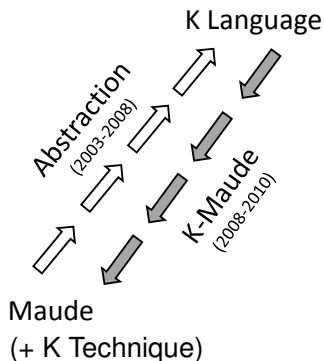 K Language
Abstraction
(2003-2008)
K-Maude
(2008-2010)
Maude
(+ K Technique)